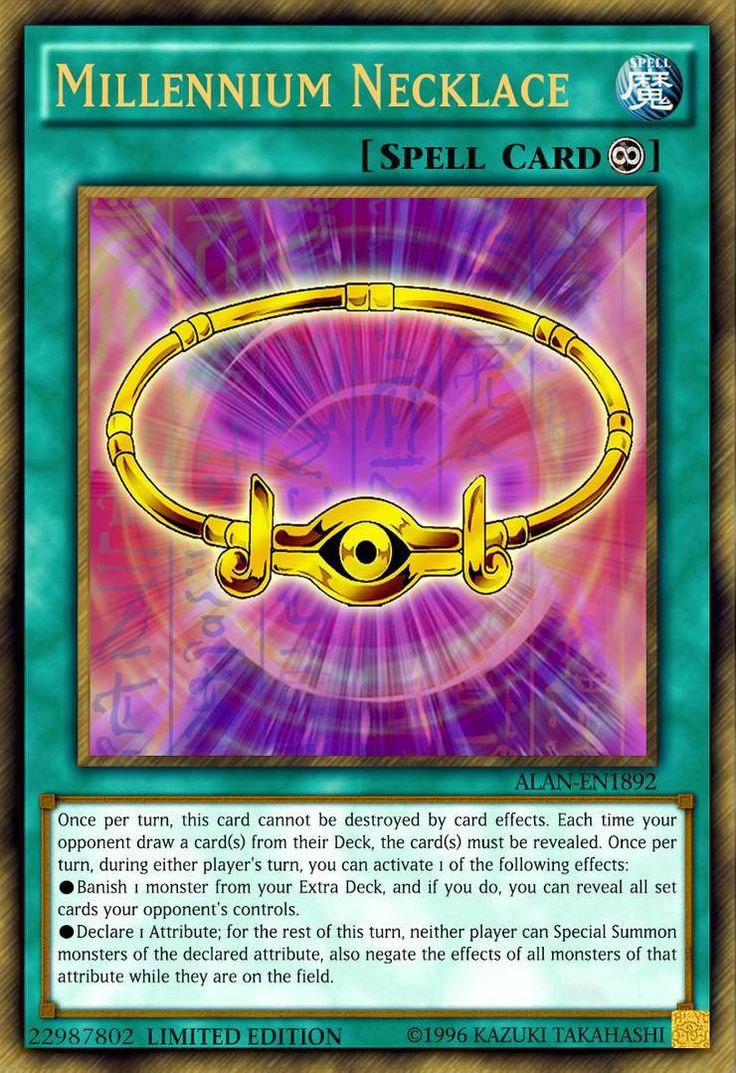 MILLENNIUM NECKLACE
SPELL
魔
[SPELL CARD ]
ALAN-EN1892
Once per turn, this card cannot be destroyed by card effects. Each time your
opponent draw a card(s) from their Deck, the card(s) must be revealed. Once per
turn, during either player's turn, you can activate 1 of the following effects:
●Banish 1 monster from your Extra Deck, and if you do, you can reveal all set
cards your opponent's controls.
●Declare 1 Attribute; for the rest of this turn, neither player can Special Summon
monsters of the declared attribute, also negate the effects of all monsters of that
attribute while they are on the field.
22987802 LIMITED EDITION
©1996 KAZUKI TAKAHASHI